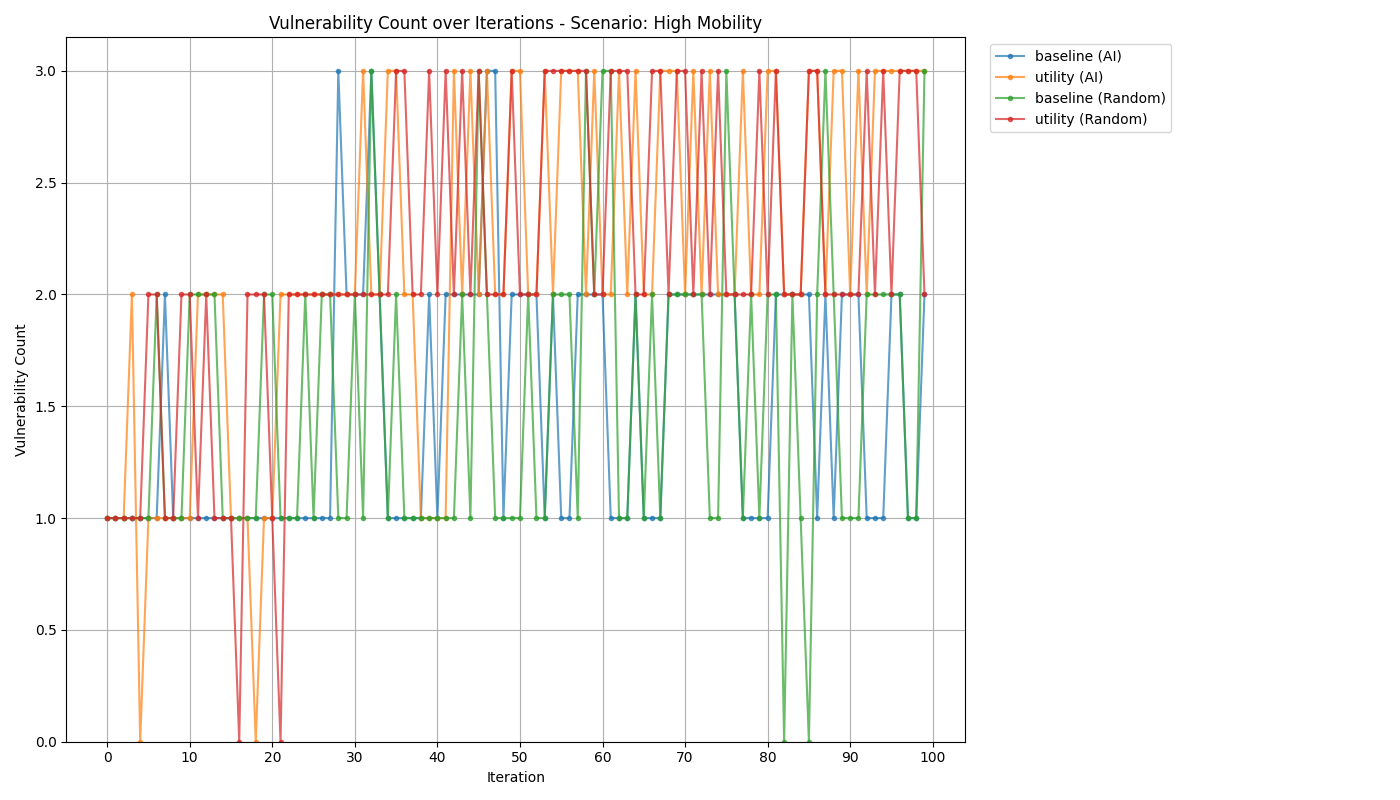 Vulnerability Count over Iterations - Scenario: High Mobility
baseline (AI)
utility (AI)
baseline (Random)
utility (Random)
Vulnerability Count
3.0
2.5
2.0
1.5
1.0
0.5
0.0
0 10 20 30 40 50 60 70 80 90 100
Iteration